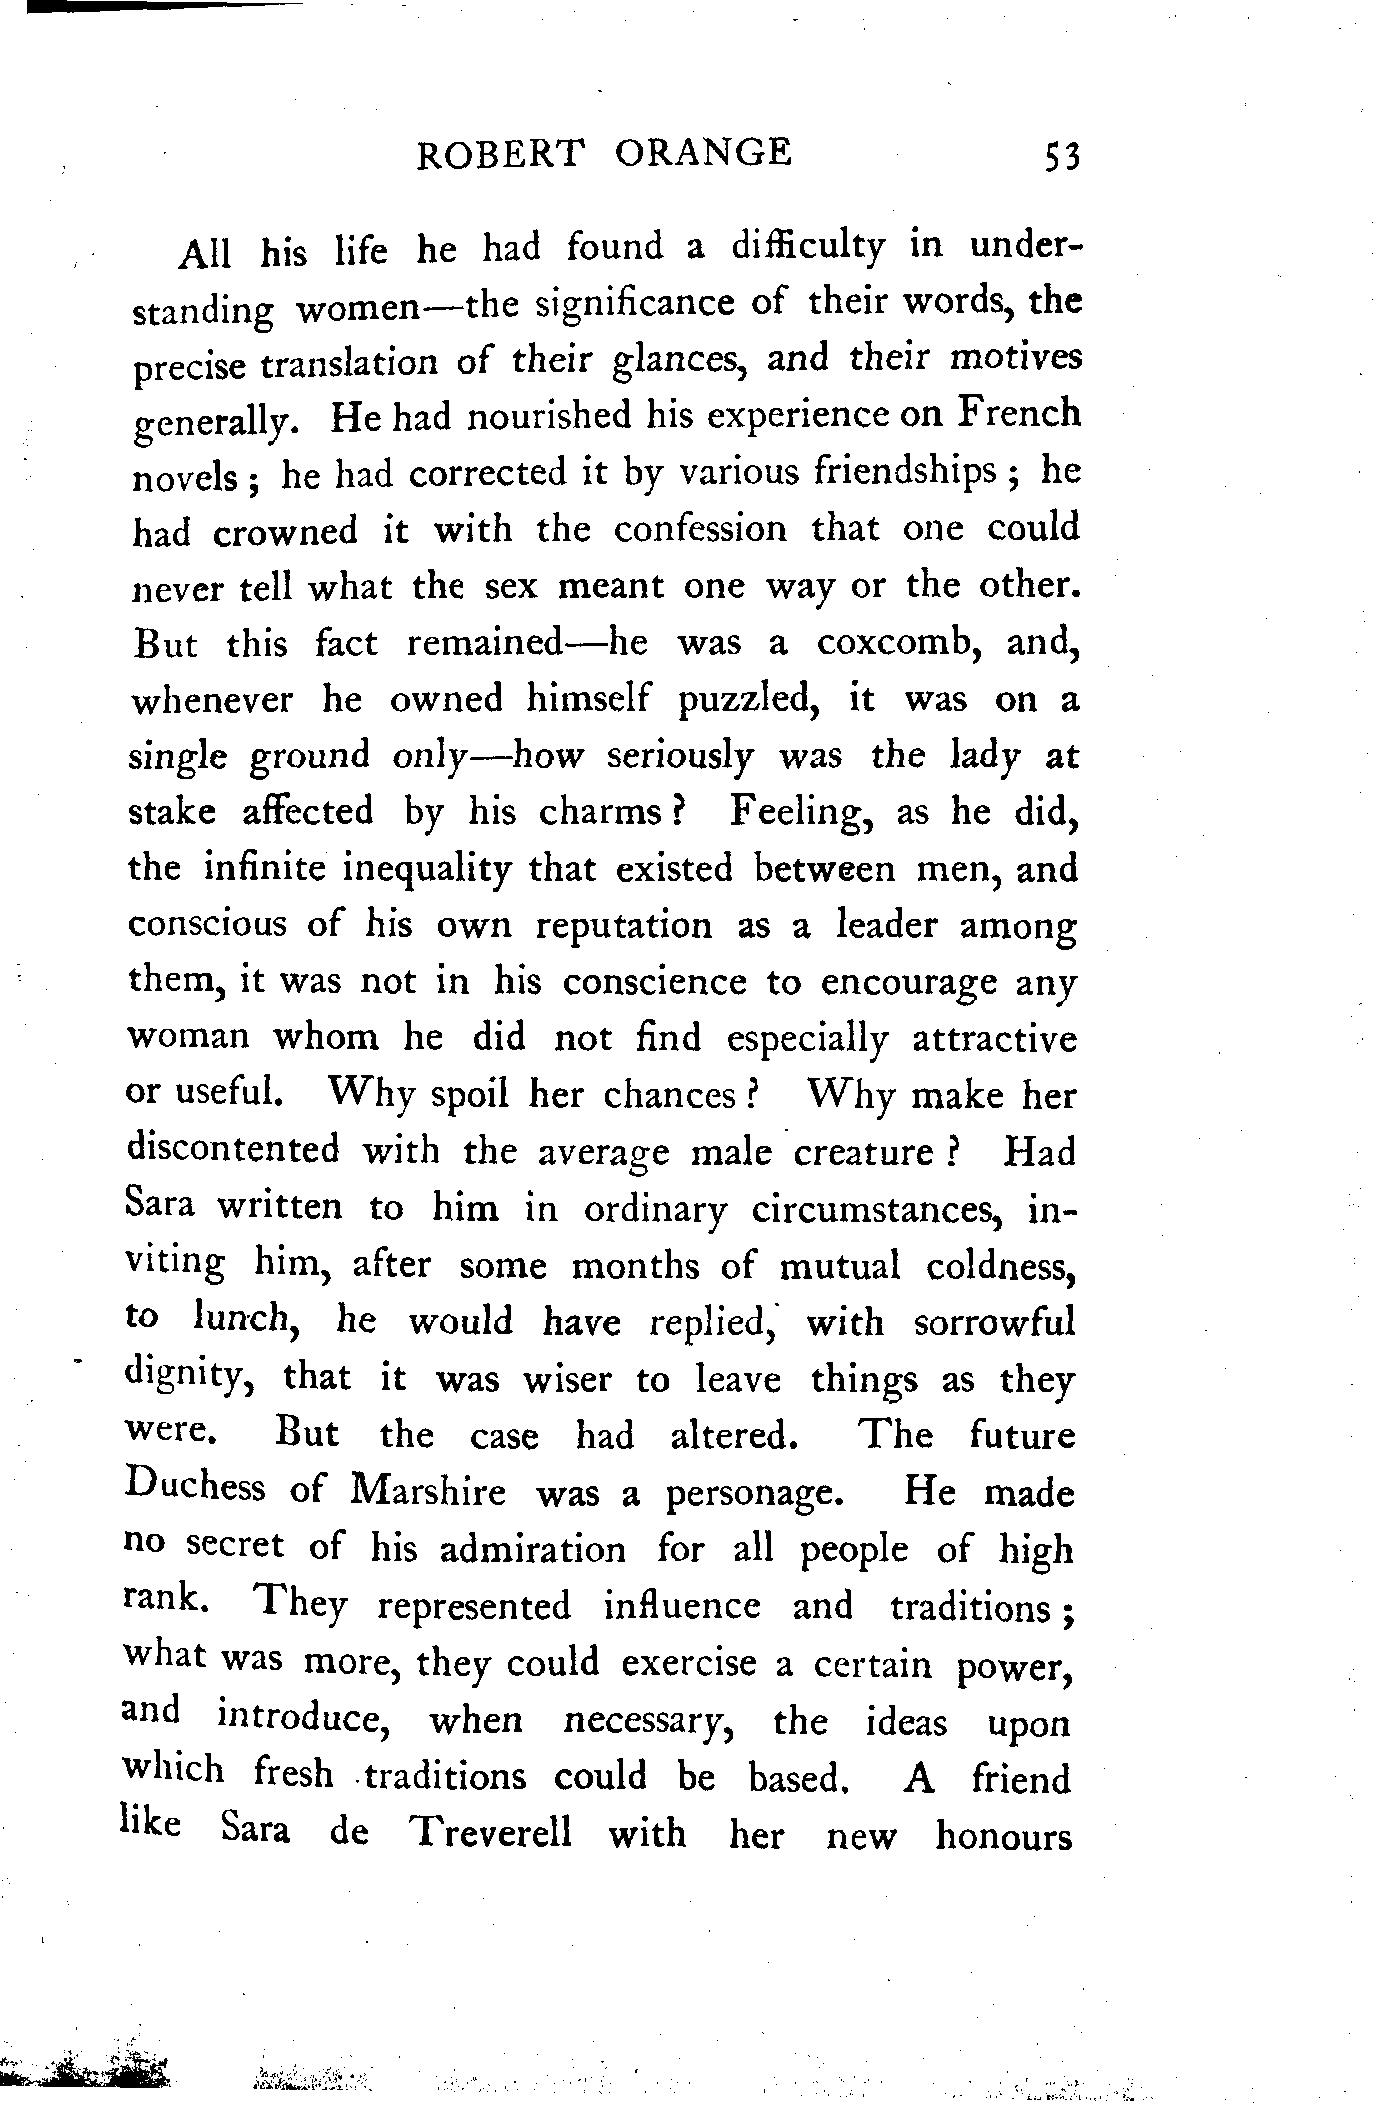 ROBERT ORANGE 53
All his life he had found a difficulty in under-
standing women—the significance of their words, the
precise translation of their glances, and their motives
generally. He had nourished his experience on French
novels ; he had corrected it by various friendships ; he
had crowned it with the confession that one could
never tell what the sex meant one way or the other.
But this fact remained—he was a coxcomb, and,
whenever he owned himself puzzled, it was on a
single ground only—how seriously was the lady at
stake affected by his charms ? Feeling, as he did,
the infinite inequality that existed between men, and
conscious of his own reputation as a leader among
them, it was not in his conscience to encourage any
woman whom he did not find especially attractive
or useful. Why spoil her chances ? Why make her
discontented with the average male creature ? Had
Sara written to him in ordinary circumstances, in-
viting him, after some months of mutual coldness,
to lunch, he would have replied, with sorrowful
dignity, that it was wiser to leave things as they
were. But the case had altered. The future
Duchess of Marshire was a personage. He made
no secret of his admiration for all people of high
rank. They represented influence and traditions ;
what was more, they could exercise a certain power,
and introduce, when necessary, the ideas upon
which fresh traditions could be based. A friend
like Sara de Treverell with her new honours